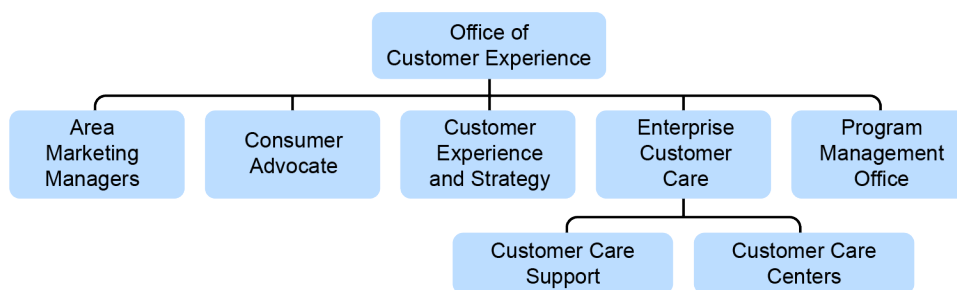 Office of
Customer Experience
Area
Marketing
Managers
Consumer
Advocate
Customer
Experience
and Strategy
Enterprise
Customer
Care
Program
Management
Office
Customer Care
Support
Customer Care
Centers